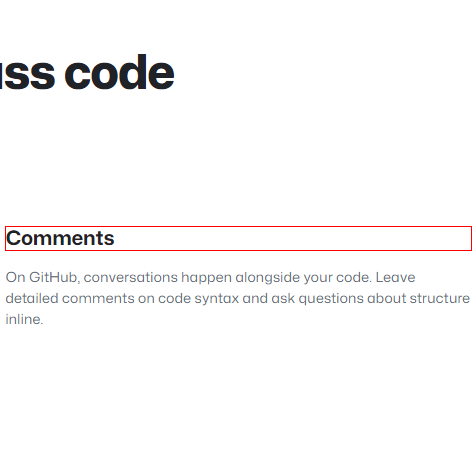 code
Comments
On GitHub, conversations happen alongside your code. Leave
detailed comments on code syntax and ask questions about structure
inline.